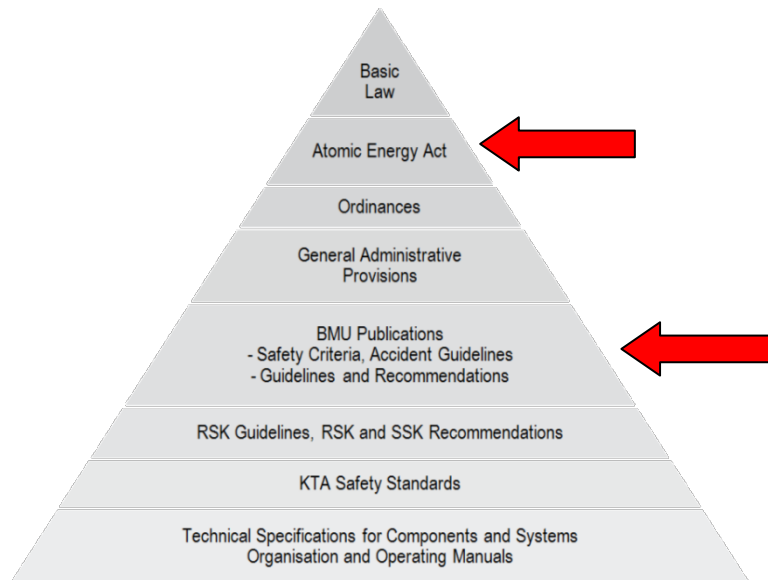 Basic
Law
Atomic Energy Act
Ordinances
General Administrative
Provisions
BMU Publications
- Safety Criteria, Accident Guidelines
- Guidelines and Recommendations
RSK Guidelines, RSK and SSK Recommendations
KTA Safety Standards
Technical Specifications for Components and Systems
Organisation and Operating Manuals